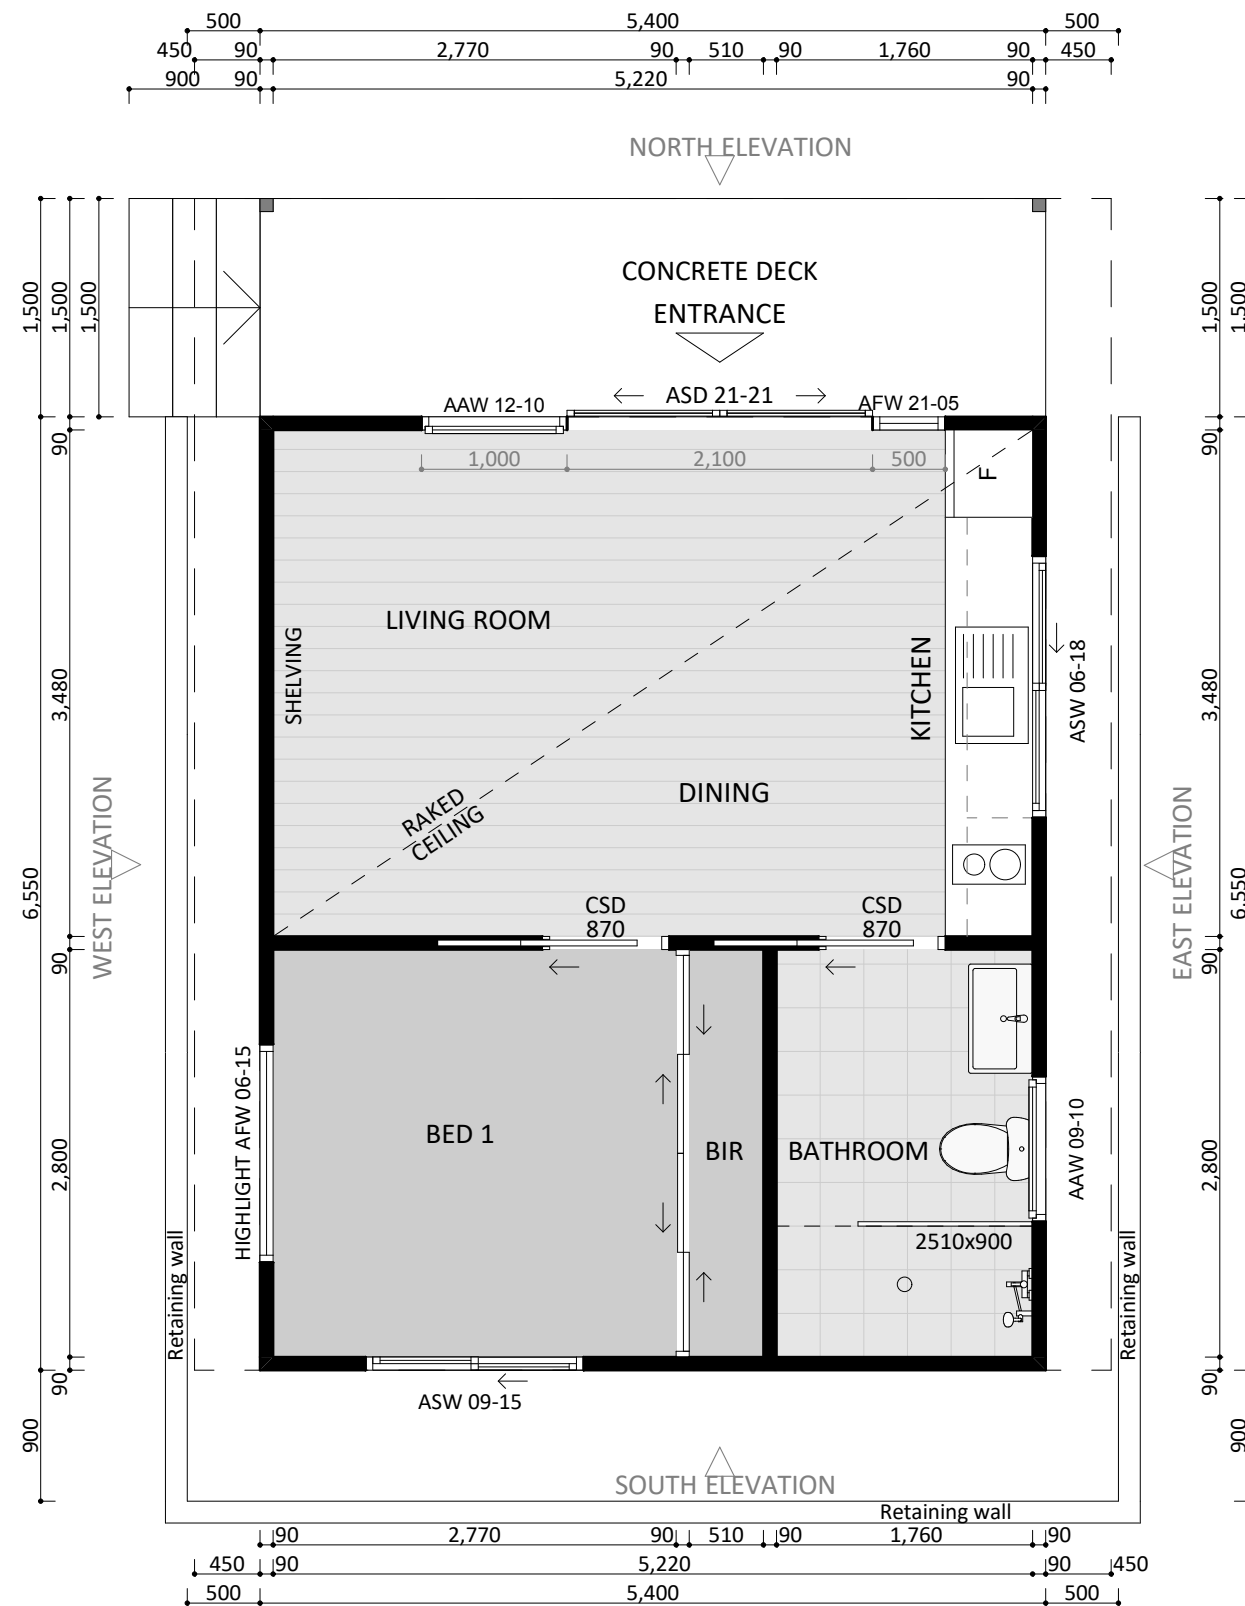 500 5,400 500
450 90 2,770 90 510 90 1,760 90 450
900 90 5,220 90
NORTH ELEVATION
CONCRETE DECK
ENTRANCE
1,500 1,500 1,500
1,500 1,500
AAW 12-10
ASD 21-21
AFW 21-05
90
90
1,000 2,100 500
F
LIVING ROOM
SHELVING
KITCHEN
ASW 06-18
3,480
3,480
DINING
RAKED
CEILING
WEST ELEVATION
EAST ELEVATION
6,550
6,550
CSD
870
CSD
870
90
90
HIGHLIGHT AFW 06-15
BED 1
BIR
BATHROOM
AAW 09-10
2,800
2,800
2510x900
Retaining wall
Retaining wall
90
90
ASW 09-15
900
900
SOUTH ELEVATION
Retaining wall
90 2,770 90 510 90 1,760 90
450 90 5,220 90 450
500 5,400 500